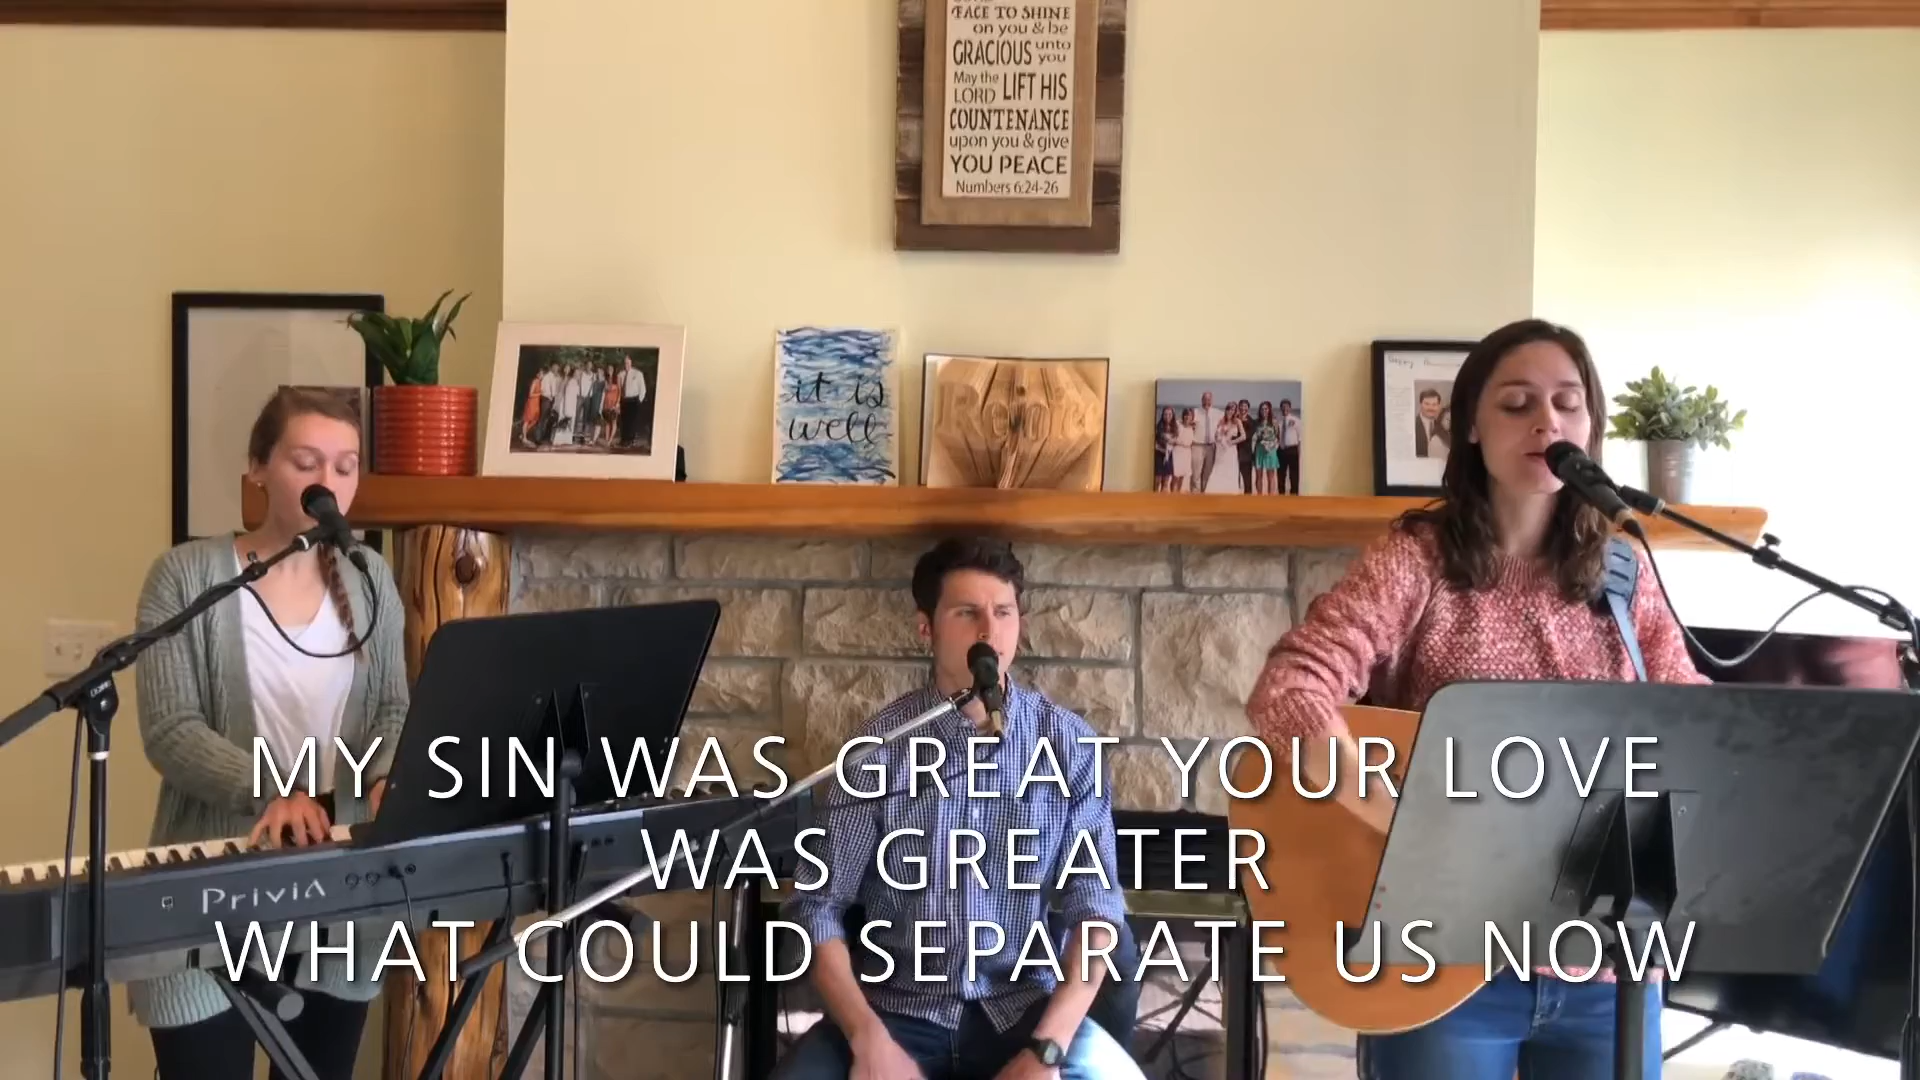 FACE TO SHINE
on you & be
GRACIOUS unto you
May the LORD LIFT HIS
COUNTENANCE
upon you & give
YOU PEACE
Numbers 6:24-26
it is
well
MY SIN WAS GREAT YOUR LOVE
WAS GREATER
WHAT COULD SEPARATE US NOW
PriviA